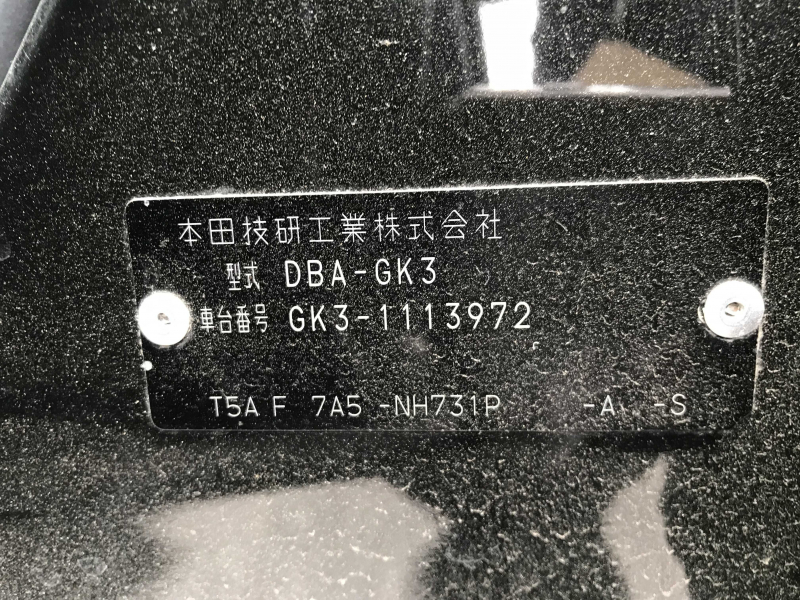 本田技研工業株式会社
型式 DBA-GK3
車台番号 GK3-1113972
T5A F 7A5 -NH731P -A -S